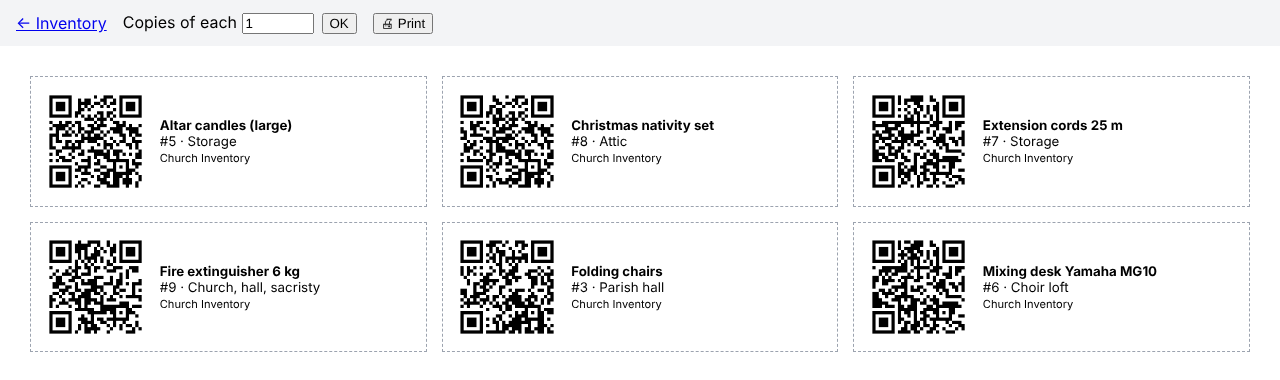 ← Inventory Copies of each 1 OK 🖨 Print
Altar candles (large)
#5 · Storage
Church Inventory
Christmas nativity set
#8 · Attic
Church Inventory
Extension cords 25 m
#7 · Storage
Church Inventory
Fire extinguisher 6 kg
#9 · Church, hall, sacristy
Church Inventory
Folding chairs
#3 · Parish hall
Church Inventory
Mixing desk Yamaha MG10
#6 · Choir loft
Church Inventory